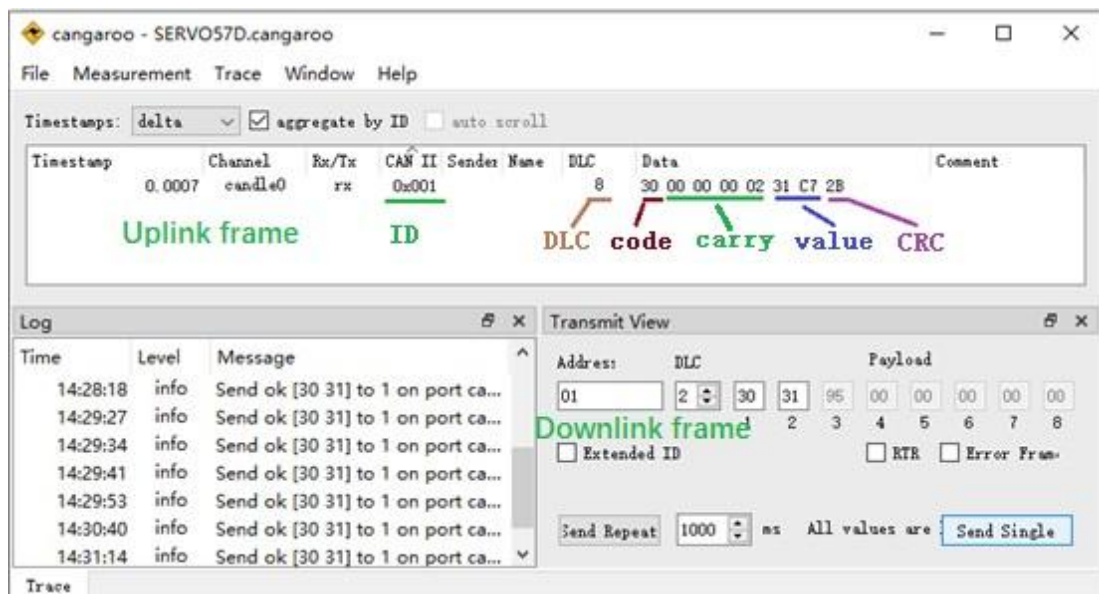 cangaroo - SERVO57D.cangaroo
File Measurement Trace Window Help
Timestamps: delta aggregate by ID auto scroll
Timestamp Channel Rx/Tx CAN II Sender Name DLC Data Comment
0.0007 candle0 rx 0x001 8 30 00 00 00 02 31 C7 2B
Uplink frame ID DLC code carry value CRC
Log
Time Level Message
14:28:18 info Send ok [30 31] to 1 on port ca...
14:29:27 info Send ok [30 31] to 1 on port ca...
14:29:34 info Send ok [30 31] to 1 on port ca...
14:29:41 info Send ok [30 31] to 1 on port ca...
14:29:53 info Send ok [30 31] to 1 on port ca...
14:30:40 info Send ok [30 31] to 1 on port ca...
14:31:14 info Send ok [30 31] to 1 on port ca...
Transmit View
Addres: DLC Payload
01 2 30 31 95 00 00 00 00 00
Downlink frame 1 2 3 4 5 6 7 8
Extended ID RTR Error Fram
Send Repeat 1000 ms All values are Send Single
Trace